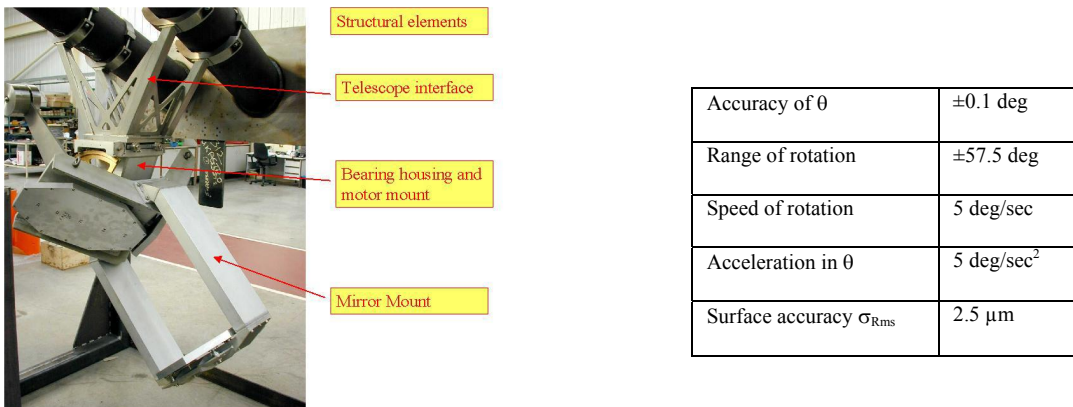 Structural elements
Telescope interface
Bearing housing and
motor mount
Mirror Mount
Accuracy of θ ±0.1 deg
Range of rotation ±57.5 deg
Speed of rotation 5 deg/sec
Acceleration in θ 5 deg/sec²
Surface accuracy σRms 2.5 µm